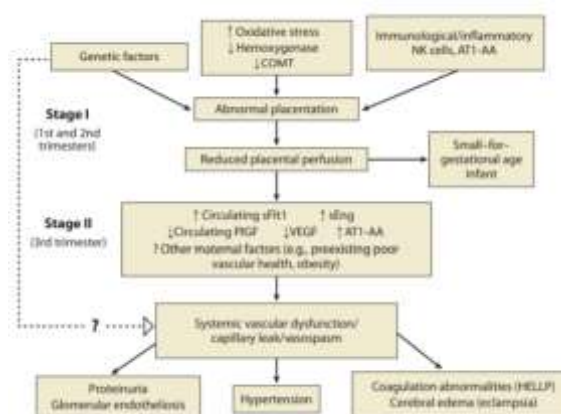 ↑ Oxidative stress
↓ Hemoxygenase
↓COMT
Genetic factors
Immunological/inflammatory
NK cells, AT1-AA
Abnormal placentation
Stage I
(1st and 2nd
trimesters)
Reduced placental perfusion
Small-for-
gestational age
infant
Stage II
(3rd trimester)
↑ Circulating sFlt1 ↑ sEng
↓Circulating PlGF ↓VEGF ↑ AT1-AA
? Other maternal factors (e.g., preexisting poor
vascular health, obesity)
?
Systemic vascular dysfunction/
capillary leak/vasospasm
Proteinuria
Glomerular endotheliosis
Hypertension
Coagulation abnormalities (HELLP)
Cerebral edema (eclampsia)